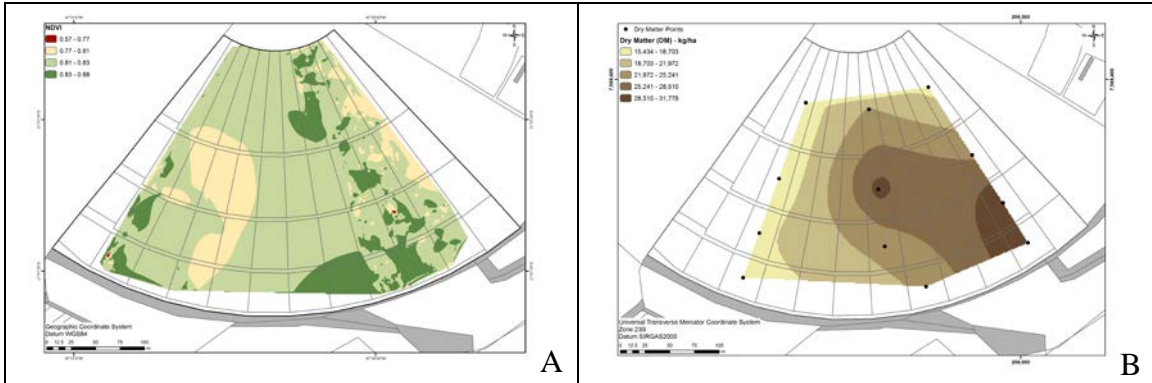 NDVI
0.57 - 0.77
0.77 - 0.81
0.81 - 0.83
0.83 - 0.88
Geographic Coordinate System
Datum WGS84
0 12.5 25 50 75 100
A
Dry Matter Points
Dry Matter (DM) - kg/ha
15,434 - 18,703
18,703 - 21,972
21,972 - 25,241
25,241 - 28,510
28,510 - 31,778
Universal Transverse Mercator Coordinate System
Zone 23S
Datum SIRGAS2000
0 12.5 25 50 75 100
B